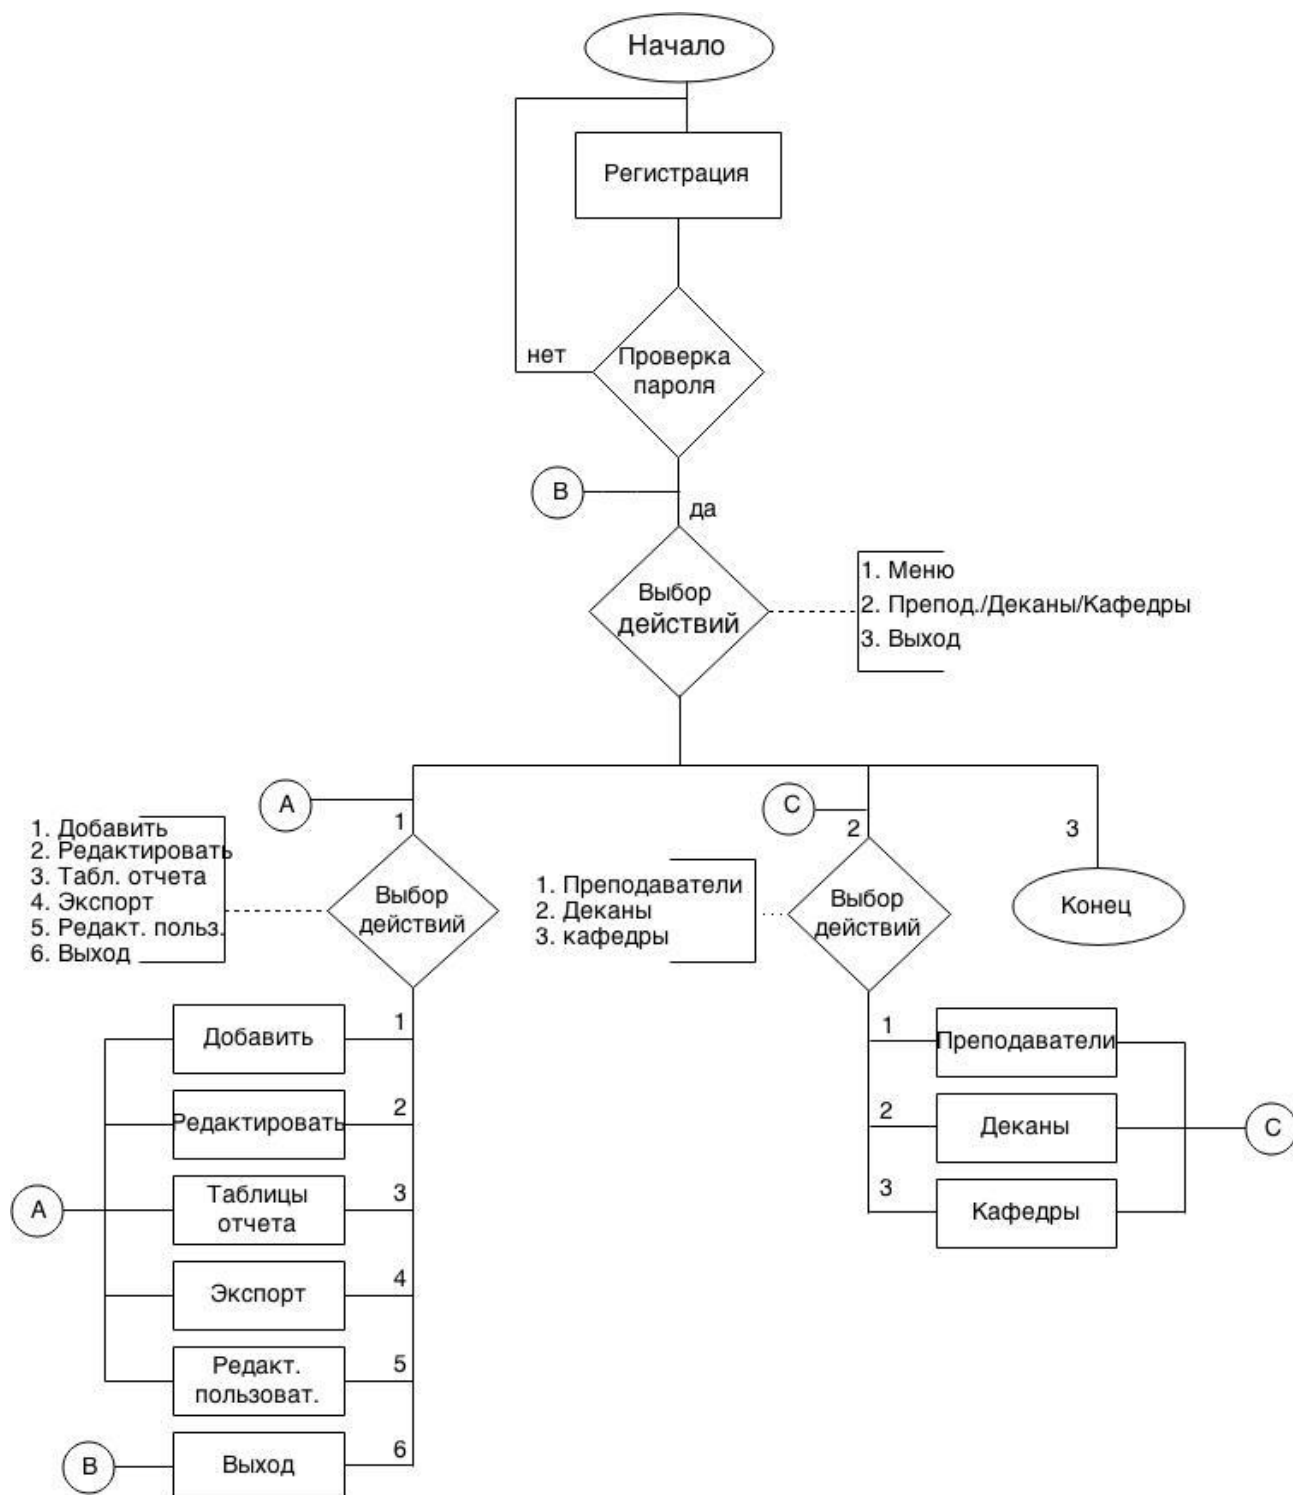 Начало
Регистрация
нет
Проверка
пароля
B
да
Выбор
действий
1. Меню
2. Препод./Деканы/Кафедры
3. Выход
A
1
C
2
3
1. Добавить
2. Редактировать
3. Табл. отчета
4. Экспорт
5. Редакт. польз.
6. Выход
Выбор
действий
1. Преподаватели
2. Деканы
3. кафедры
Выбор
действий
Конец
Добавить
1
Редактировать
2
A
Таблицы
отчета
3
Экспорт
4
Редакт.
пользоват.
5
B
Выход
6
1
Преподаватели
2
Деканы
C
3
Кафедры